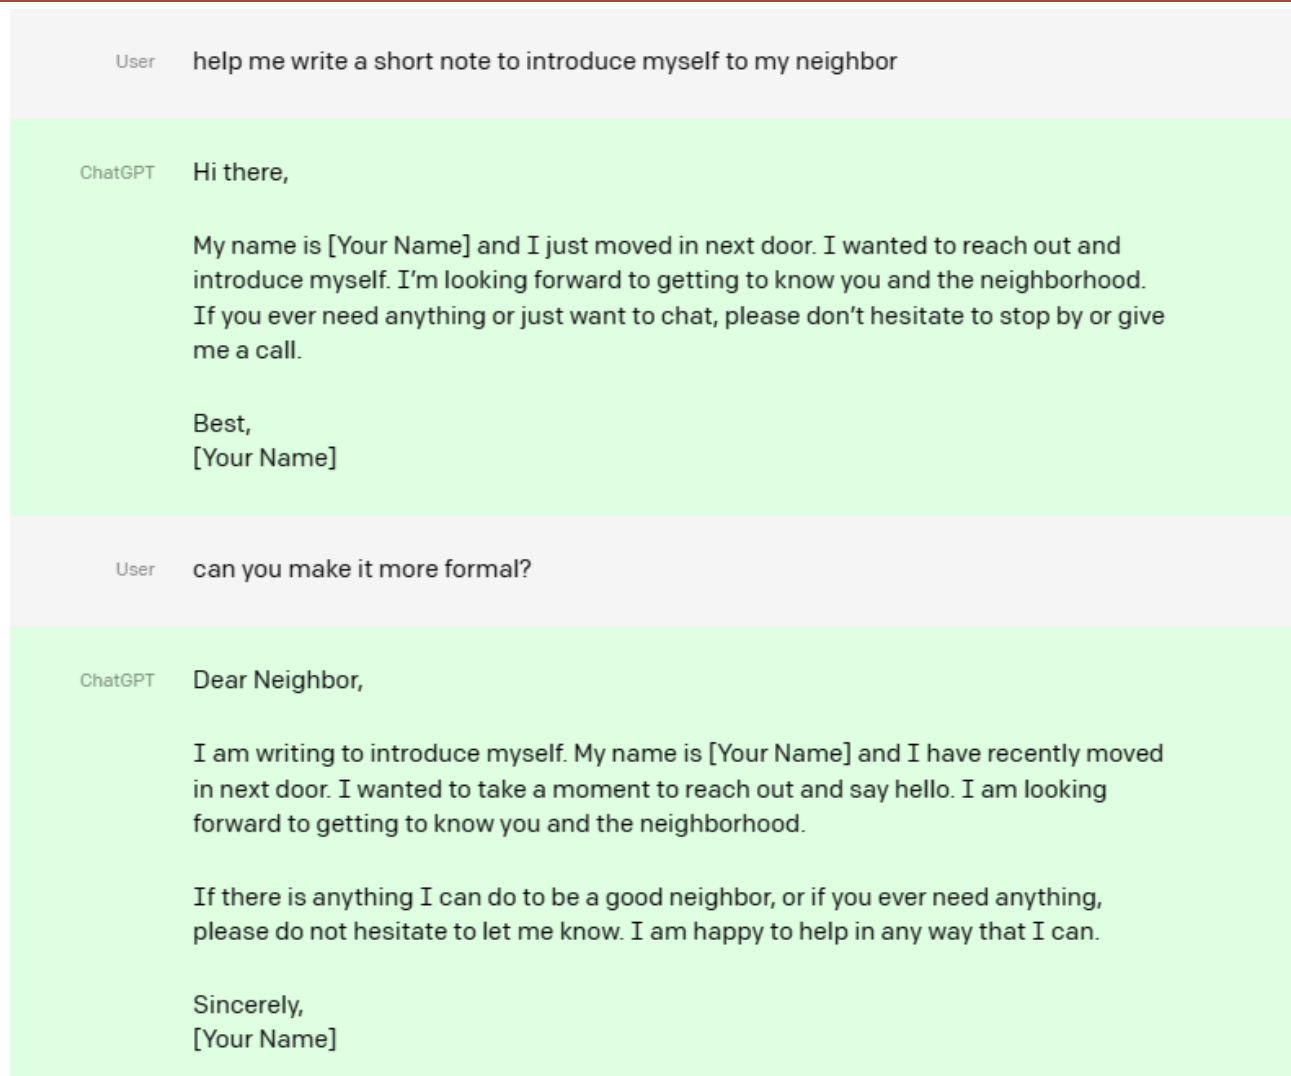 User help me write a short note to introduce myself to my neighbor
ChatGPT Hi there,
My name is [Your Name] and I just moved in next door. I wanted to reach out and
introduce myself. I’m looking forward to getting to know you and the neighborhood.
If you ever need anything or just want to chat, please don’t hesitate to stop by or give
me a call.
Best,
[Your Name]
User can you make it more formal?
ChatGPT Dear Neighbor,
I am writing to introduce myself. My name is [Your Name] and I have recently moved
in next door. I wanted to take a moment to reach out and say hello. I am looking
forward to getting to know you and the neighborhood.
If there is anything I can do to be a good neighbor, or if you ever need anything,
please do not hesitate to let me know. I am happy to help in any way that I can.
Sincerely,
[Your Name]